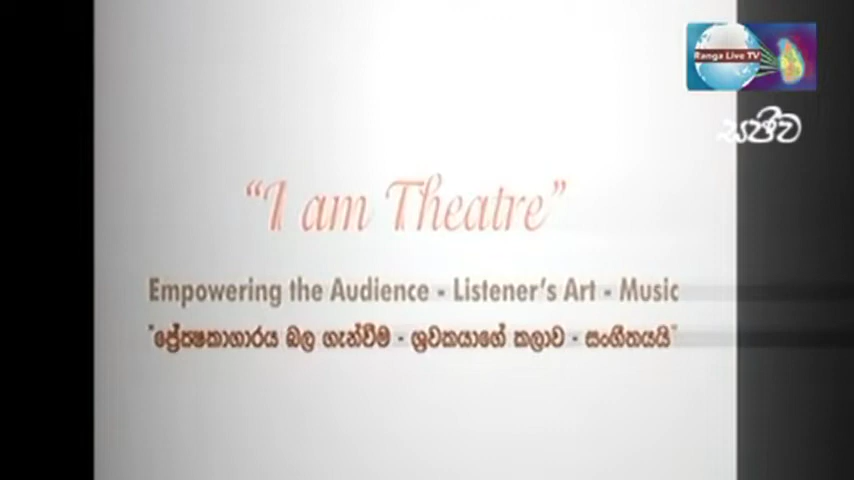 Ranga Live TV
සජීව
“I am Theatre”
Empowering the Audience - Listener’s Art - Music
"ප්‍රේක්ෂකාගාරය බල ගැන්වීම - ශ්‍රවකයාගේ කලාව - සංගීතයයි"